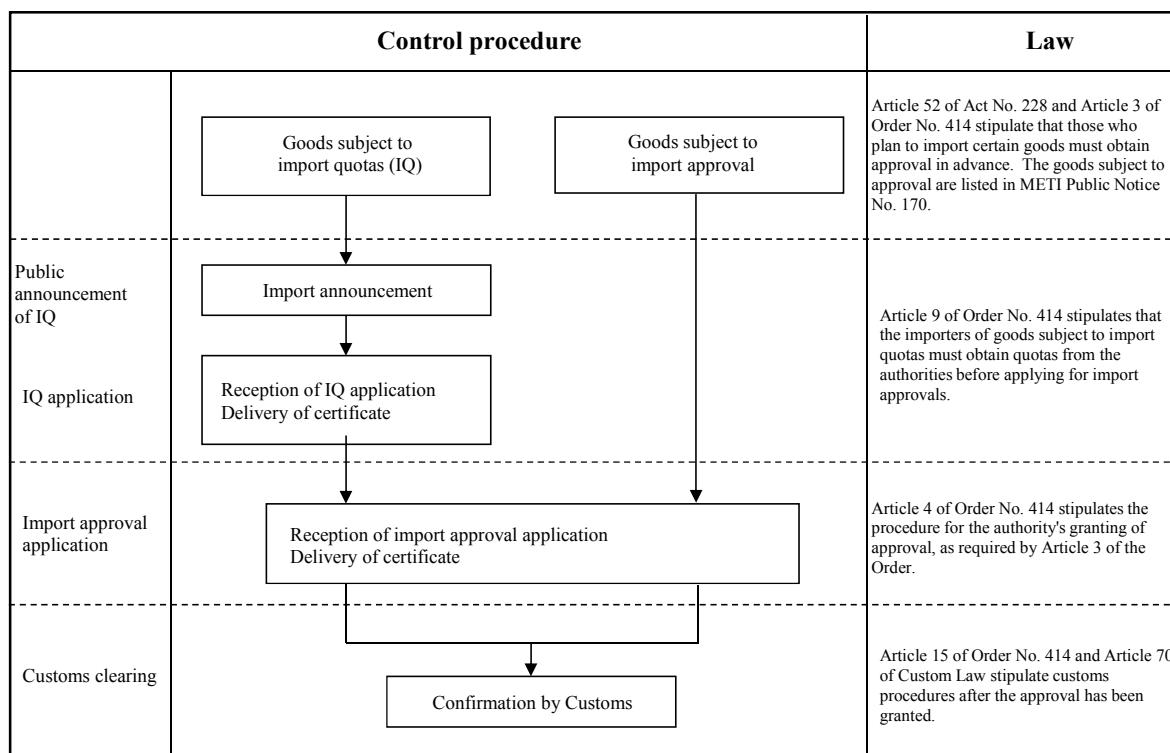 Control procedure
Law
Goods subject to
import quotas (IQ)
Goods subject to
import approval
Article 52 of Act No. 228 and Article 3 of
Order No. 414 stipulate that those who
plan to import certain goods must obtain
approval in advance. The goods subject to
approval are listed in METI Public Notice
No. 170.
Public
announcement
of IQ
Import announcement
IQ application
Reception of IQ application
Delivery of certificate
Article 9 of Order No. 414 stipulates that
the importers of goods subject to import
quotas must obtain quotas from the
authorities before applying for import
approvals.
Import approval
application
Reception of import approval application
Delivery of certificate
Article 4 of Order No. 414 stipulates the
procedure for the authority's granting of
approval, as required by Article 3 of the
Order.
Customs clearing
Confirmation by Customs
Article 15 of Order No. 414 and Article 70
of Custom Law stipulate customs
procedures after the approval has been
granted.